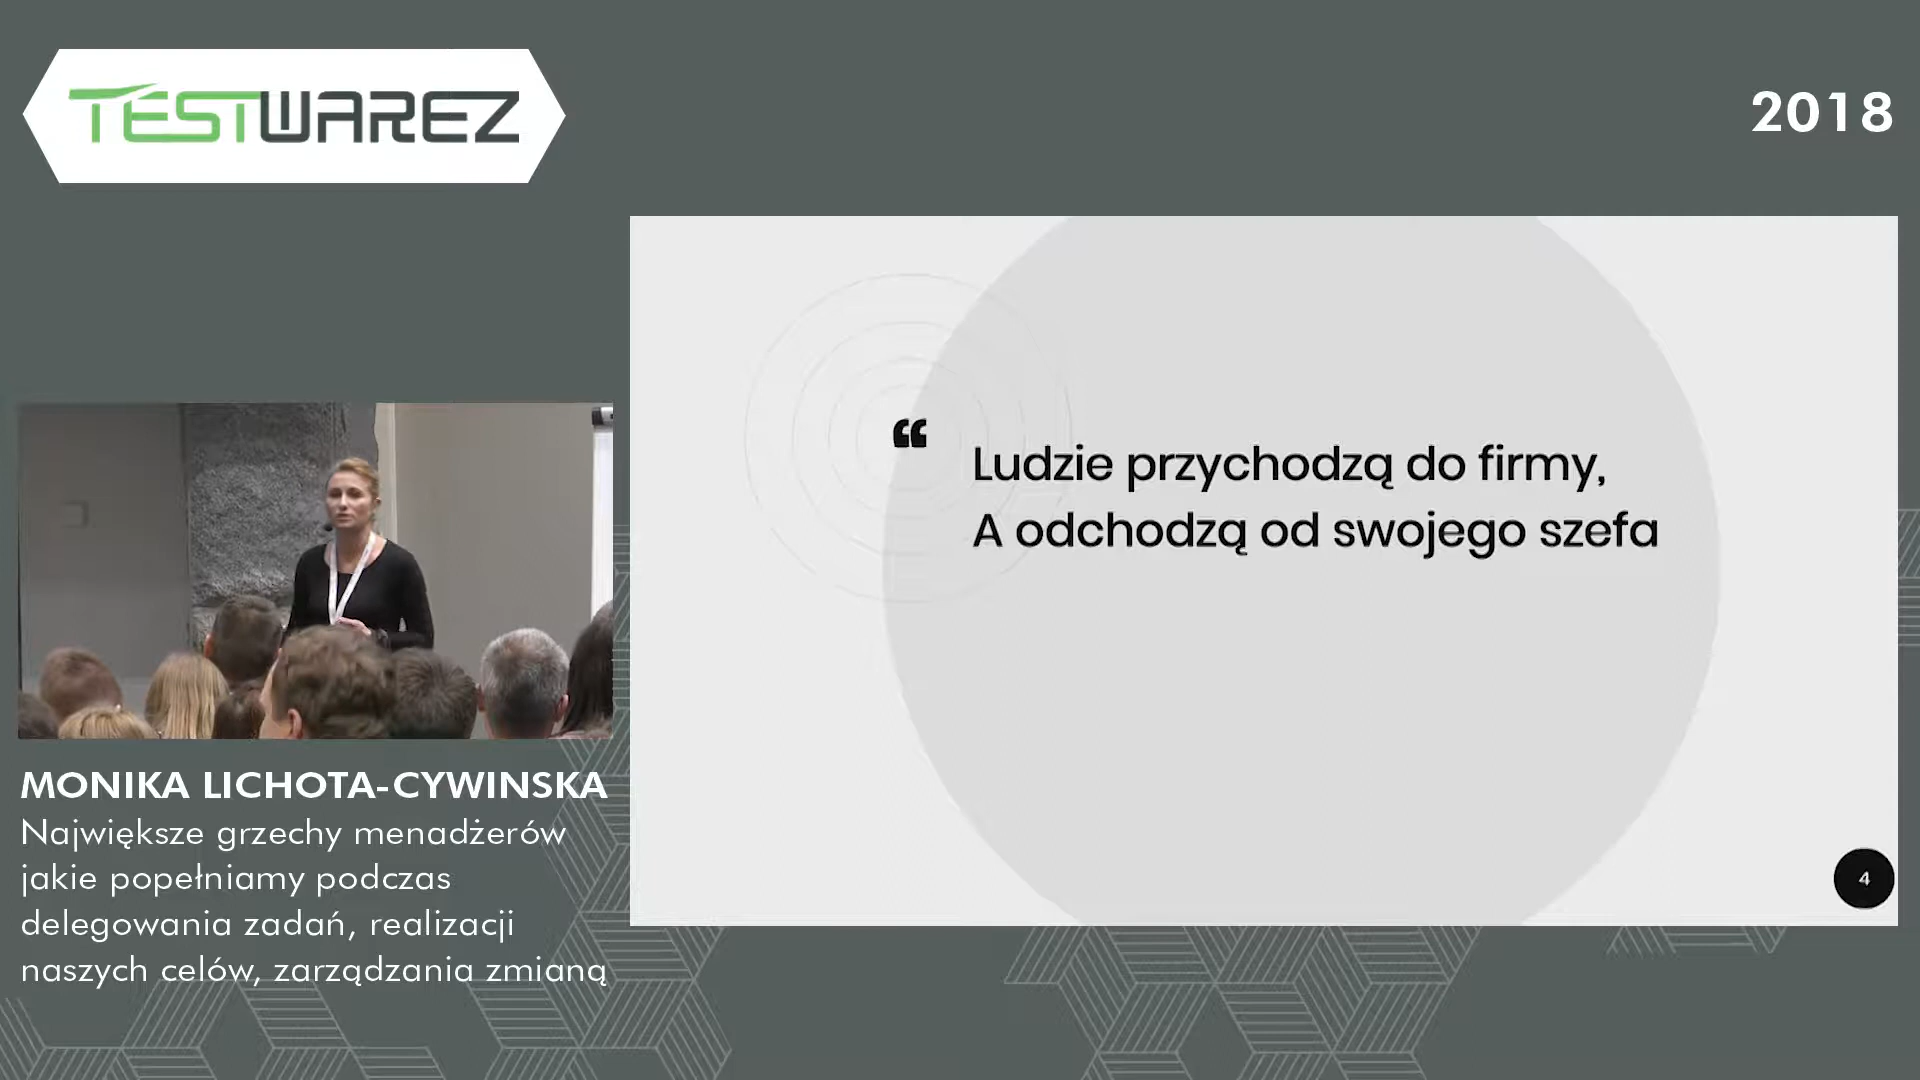 TESTWAREZ
2018
“ Ludzie przychodzą do firmy,
A odchodzą od swojego szefa
4
MONIKA LICHOTA-CYWINSKA
Największe grzechy menadżerów
jakie popełniamy podczas
delegowania zadań, realizacji
naszych celów, zarządzania zmianą